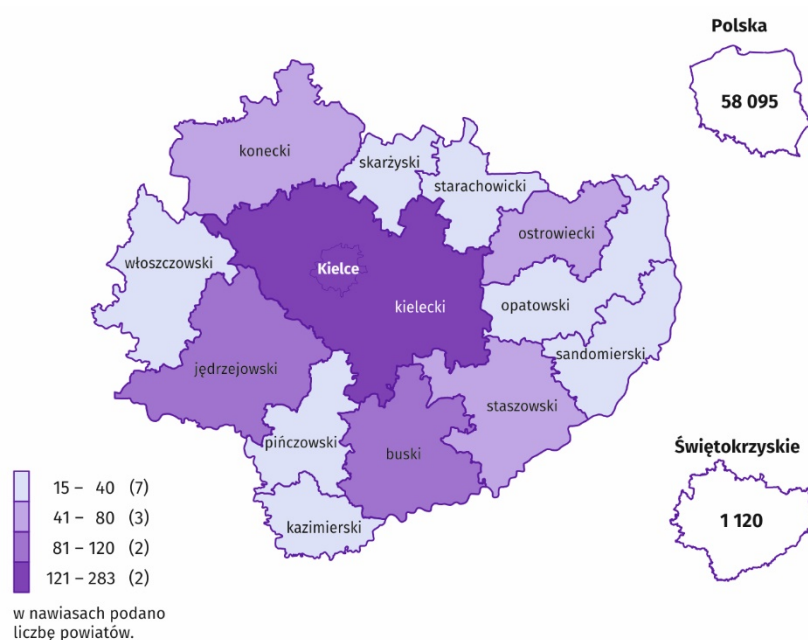 Polska
58 095
konecki
skarżyski
starachowicki
ostrowiecki
włoszczowski
Kielce
opatowski
kielecki
sandomierski
jędrzejowski
staszowski
pińczowski
buski
Świętokrzyskie
15 – 40 (7)
41 – 80 (3)
kazimierski
1 120
81 – 120 (2)
121 – 283 (2)
w nawiasach podano
liczbę powiatów.